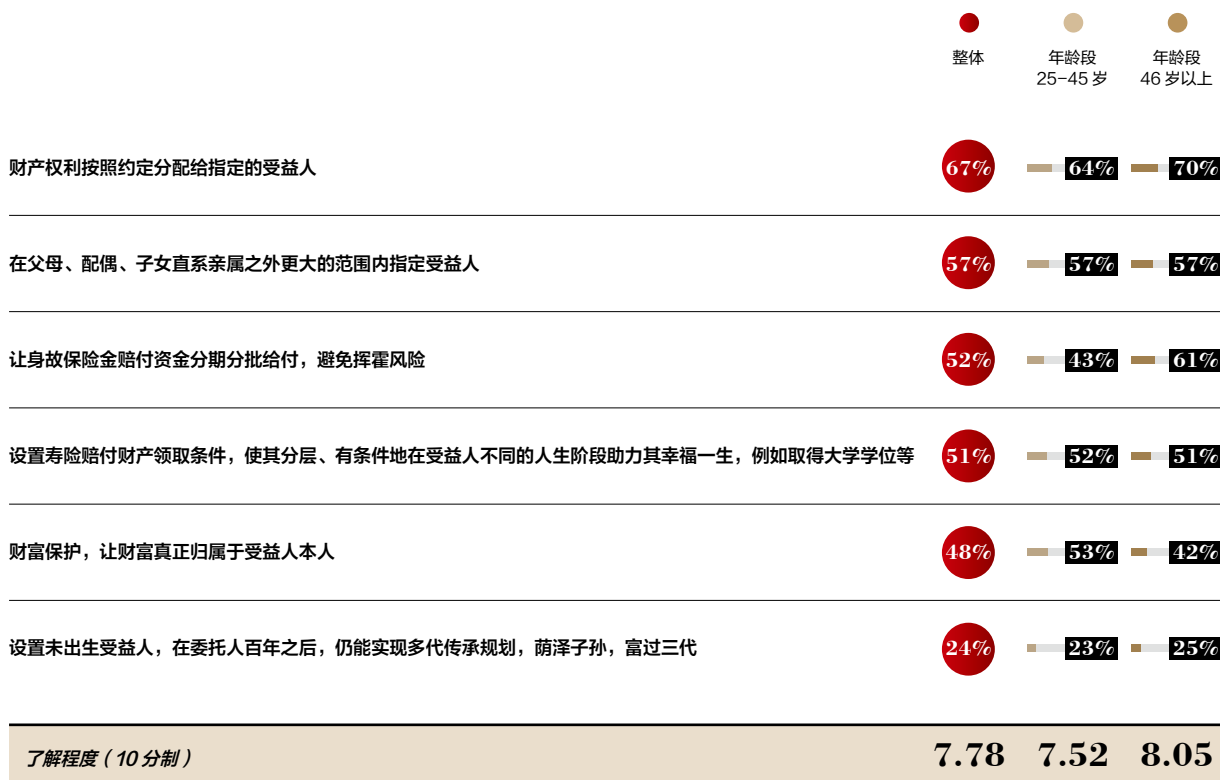 整体 年龄段 年龄段
25-45 岁 46 岁以上
财产权利按照约定分配给指定的受益人 67% 64% 70%
在父母、配偶、子女直系亲属之外更大的范围内指定受益人 57% 57% 57%
让身故保险金赔付资金分期分批给付，避免挥霍风险 52% 43% 61%
设置寿险赔付财产领取条件，使其分层、有条件地在受益人不同的人生阶段助力其幸福一生，例如取得大学学位等 51% 52% 51%
财富保护，让财富真正归属于受益人本人 48% 53% 42%
设置未出生受益人，在委托人百年之后，仍能实现多代传承规划，荫泽子孙，富过三代 24% 23% 25%
了解程度（10 分制） 7.78 7.52 8.05